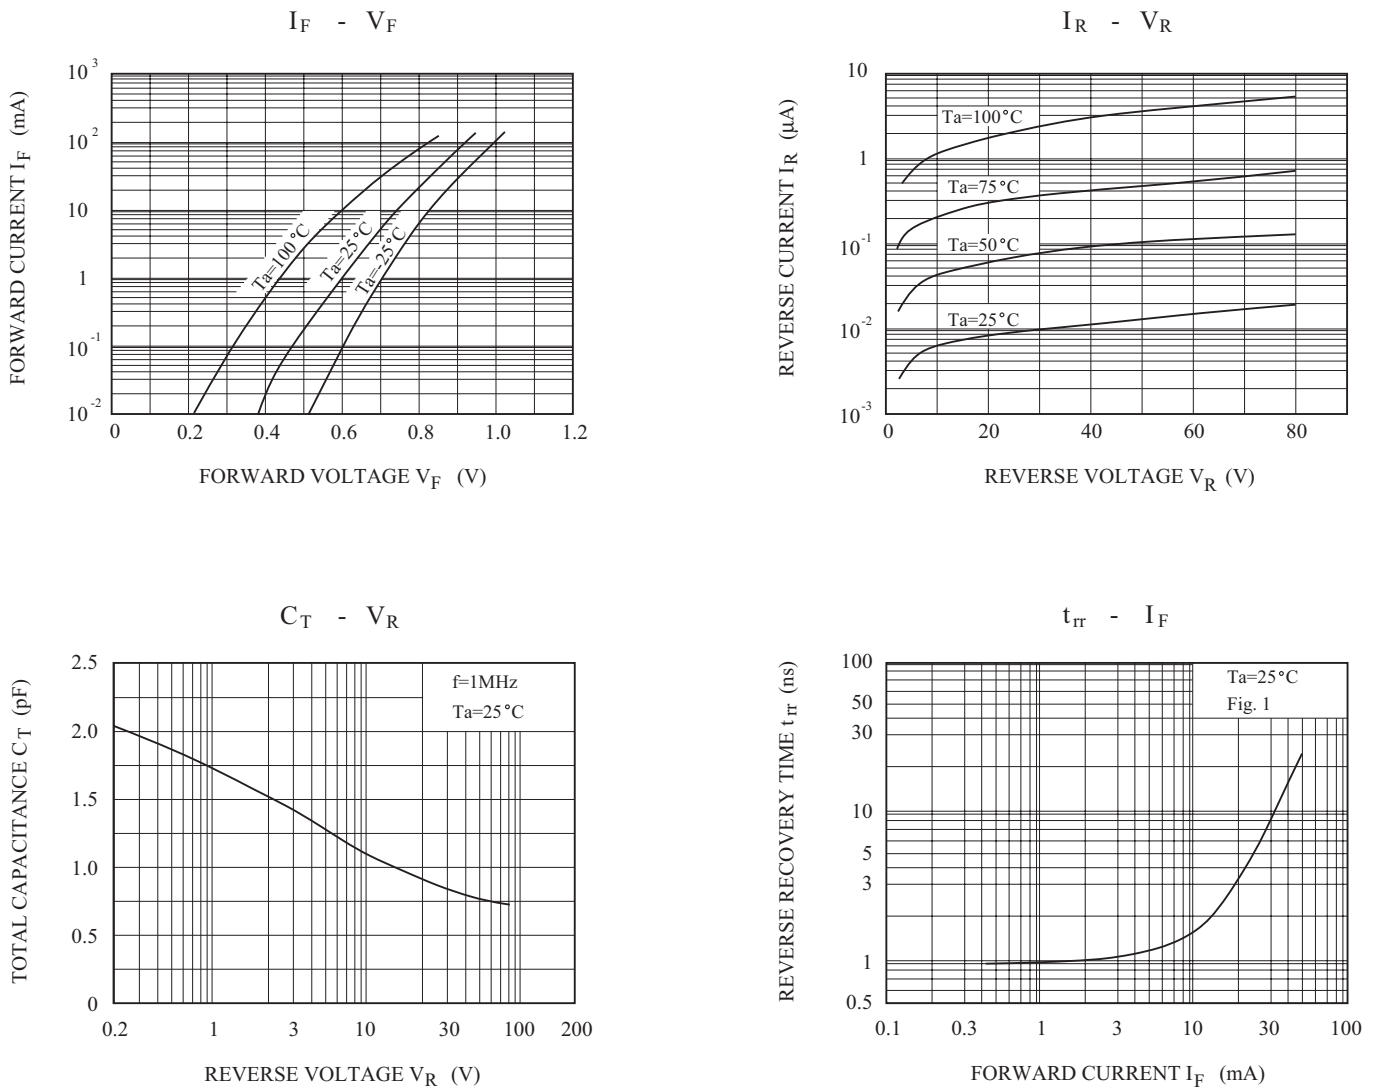 I_F - V_F
FORWARD CURRENT I_F (mA)
10^3
10^2
10
1
10^-1
10^-2
Ta=100°C
Ta=25°C
Ta=-25°C
0 0.2 0.4 0.6 0.8 1.0 1.2
FORWARD VOLTAGE V_F (V)
I_R - V_R
REVERSE CURRENT I_R (μA)
10
1
10^-1
10^-2
10^-3
Ta=100°C
Ta=75°C
Ta=50°C
Ta=25°C
0 20 40 60 80
REVERSE VOLTAGE V_R (V)
C_T - V_R
TOTAL CAPACITANCE C_T (pF)
2.5
2.0
1.5
1.0
0.5
0
f=1MHz
Ta=25°C
0.2 1 3 10 30 100 200
REVERSE VOLTAGE V_R (V)
t_rr - I_F
REVERSE RECOVERY TIME t_rr (ns)
100
50
30
10
5
3
1
0.5
Ta=25°C
Fig. 1
0.1 0.3 1 3 10 30 100
FORWARD CURRENT I_F (mA)